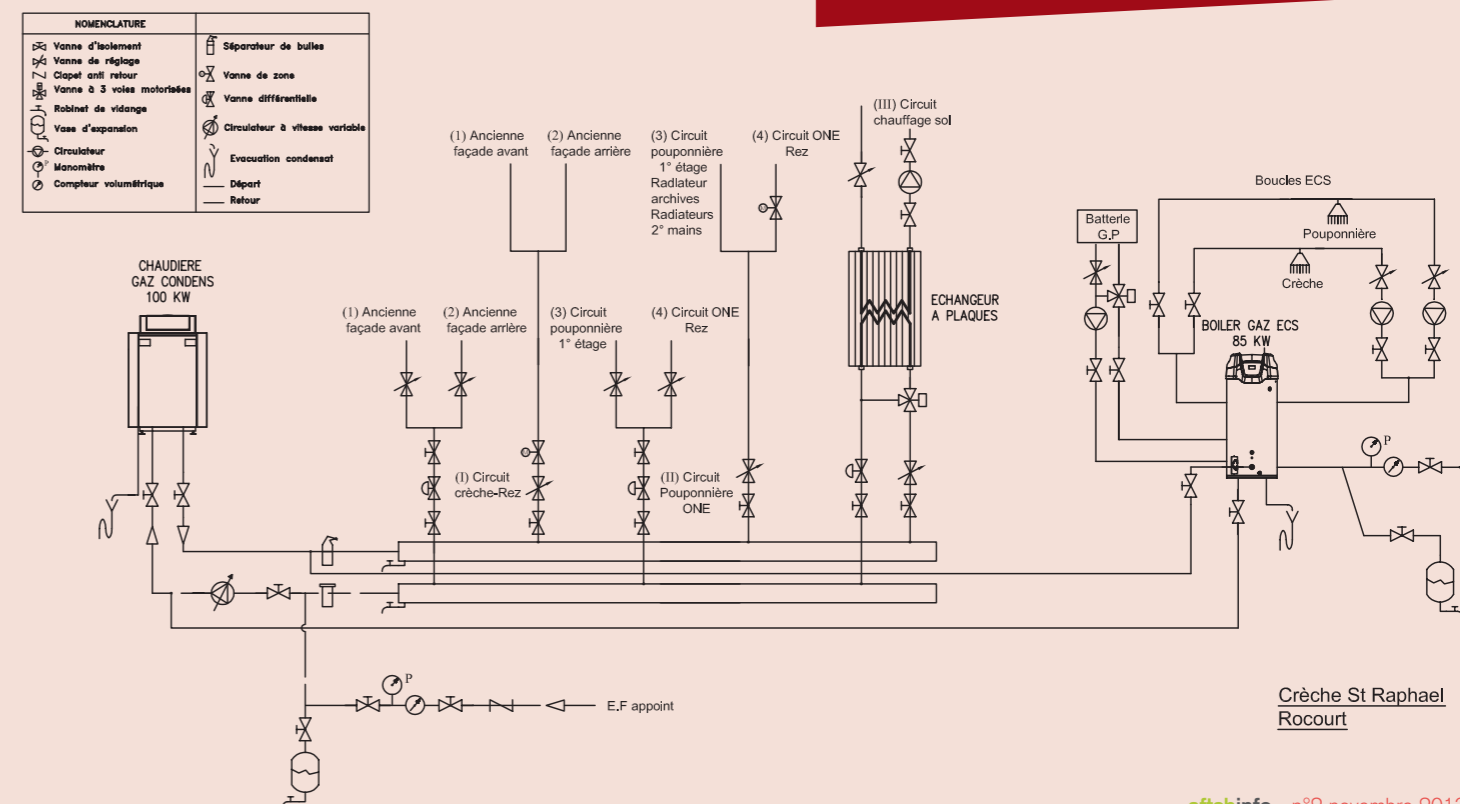 NOMENCLATURE
Vanne d'isolement
Vanne de réglage
Clapet anti retour
Vanne à 3 voies motorisées
Robinet de vidange
Vase d'expansion
Circulateur
Manomètre
Compteur volumétrique
Séparateur de bulles
Vanne de zone
Vanne différentielle
Circulateur à vitesse variable
Evacuation condensat
Départ
Retour
CHAUDIERE
GAZ CONDENS
100 KW
(1) Ancienne
façade avant
(2) Ancienne
façade arrière
(3) Circuit
pouponnière
1° étage
Radiateur
archives
Radiateurs
2° mains
(4) Circuit ONE
Rez
(III) Circuit
chauffage sol
(1) Ancienne
façade avant
(2) Ancienne
façade arrière
(3) Circuit
pouponnière
1° étage
(4) Circuit ONE
Rez
ECHANGEUR
A PLAQUES
(I) Circuit
crèche-Rez
(II) Circuit
Pouponnière
ONE
Boucles ECS
Batterie
G.P
Pouponnière
Crèche
BOILER GAZ ECS
85 KW
P
P
E.F appoint
Crèche St Raphael
Rocourt